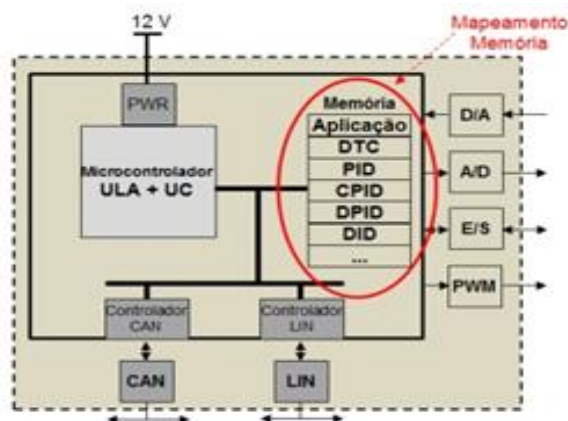 12 V
Mapeamento
Memória
PWR
Microcontrolador
ULA + UC
Memória
Aplicação
DTC
PID
CPID
DPID
DID
...
D/A
A/D
E/S
PWM
Controlador
CAN
Controlador
LIN
CAN
LIN